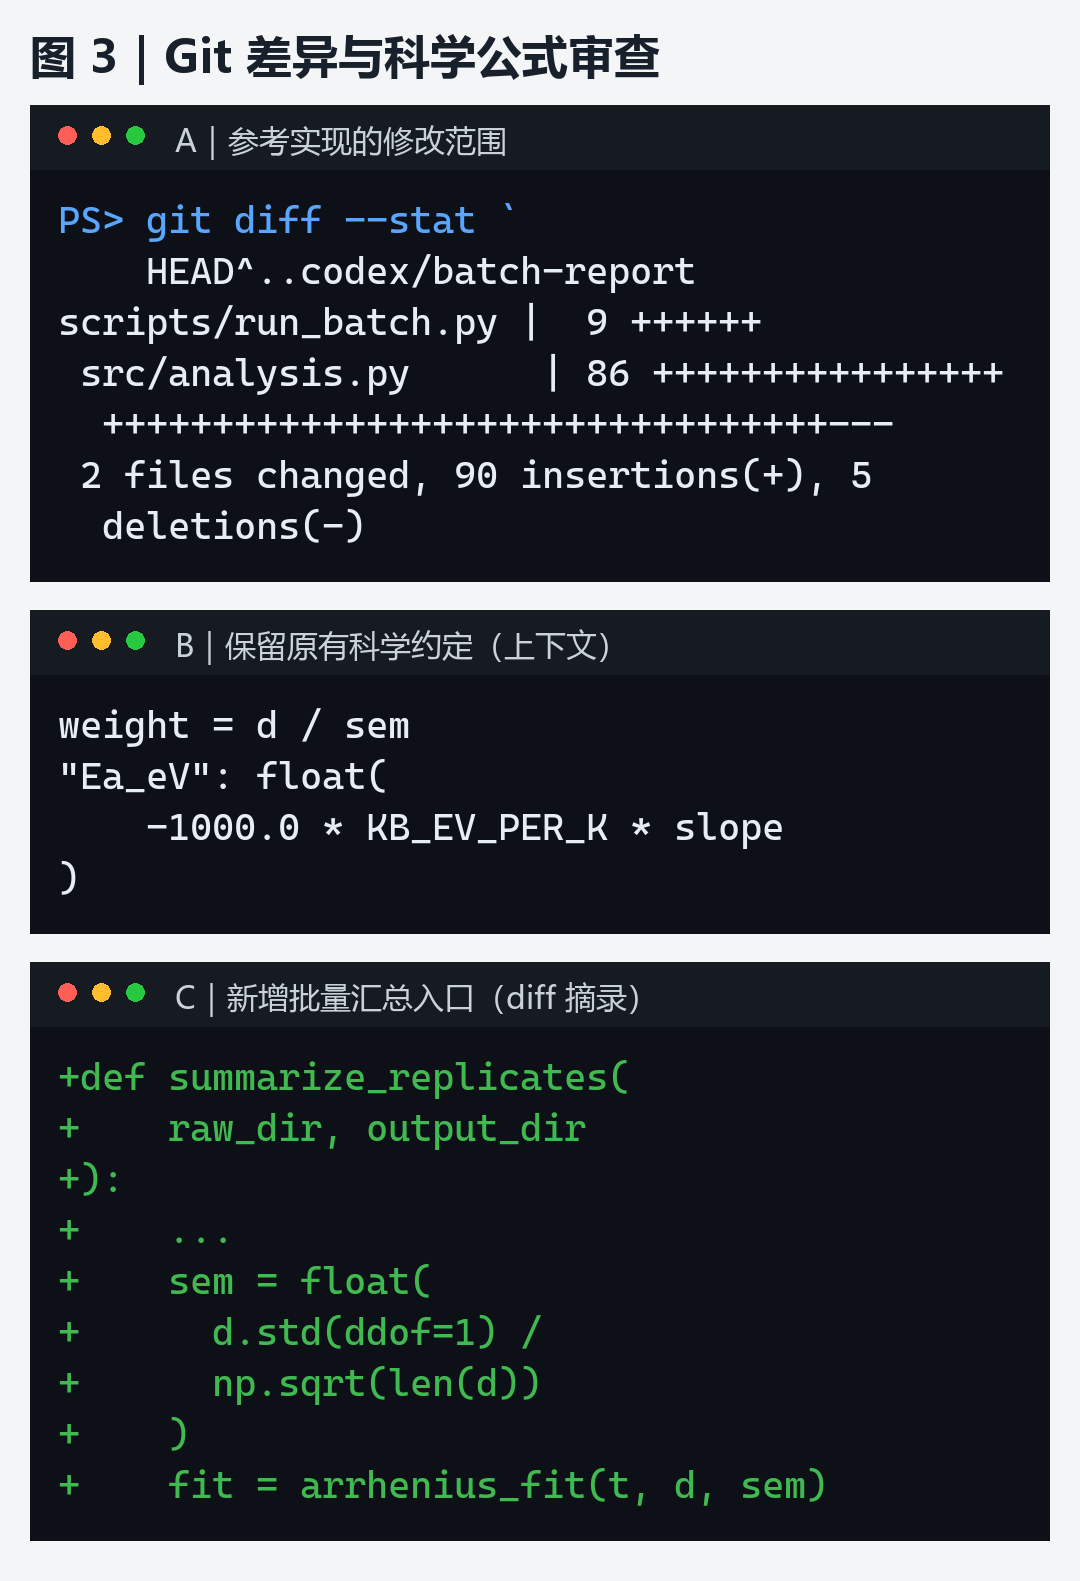 图 3 | Git 差异与科学公式审查
A | 参考实现的修改范围
PS> git diff --stat `
    HEAD^..codex/batch-report
scripts/run_batch.py |  9 ++++++
 src/analysis.py      | 86 ++++++++++++++++
  +++++++++++++++++++++++++++++++++---
 2 files changed, 90 insertions(+), 5
  deletions(-)
B | 保留原有科学约定（上下文）
weight = d / sem
"Ea_eV": float(
    -1000.0 * KB_EV_PER_K * slope
)
C | 新增批量汇总入口（diff 摘录）
+def summarize_replicates(
+    raw_dir, output_dir
+):
+    ...
+    sem = float(
+      d.std(ddof=1) /
+      np.sqrt(len(d))
+    )
+    fit = arrhenius_fit(t, d, sem)